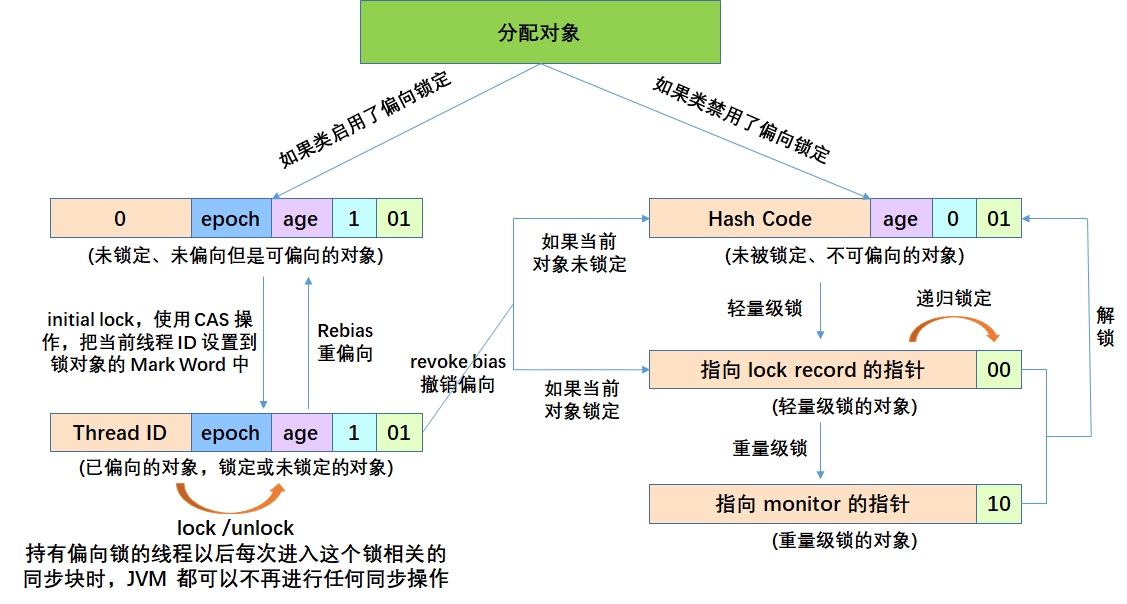 分配对象
如果类启用了偏向锁定
如果类禁用了偏向锁定
0 epoch age 1 01
(未锁定、未偏向但是可偏向的对象)
Hash Code age 0 01
(未被锁定、不可偏向的对象)
如果当前
对象未锁定
initial lock，使用 CAS 操
作，把当前线程 ID 设置到
锁对象的 Mark Word 中
Rebias
重偏向
revoke bias
撤销偏向
轻量级锁
递归锁定
解
锁
指向 lock record 的指针 00
(轻量级锁的对象)
如果当前
对象锁定
Thread ID epoch age 1 01
(已偏向的对象，锁定或未锁定的对象)
重量级锁
指向 monitor 的指针 10
(重量级锁的对象)
lock /unlock
持有偏向锁的线程以后每次进入这个锁相关的
同步块时，JVM 都可以不再进行任何同步操作